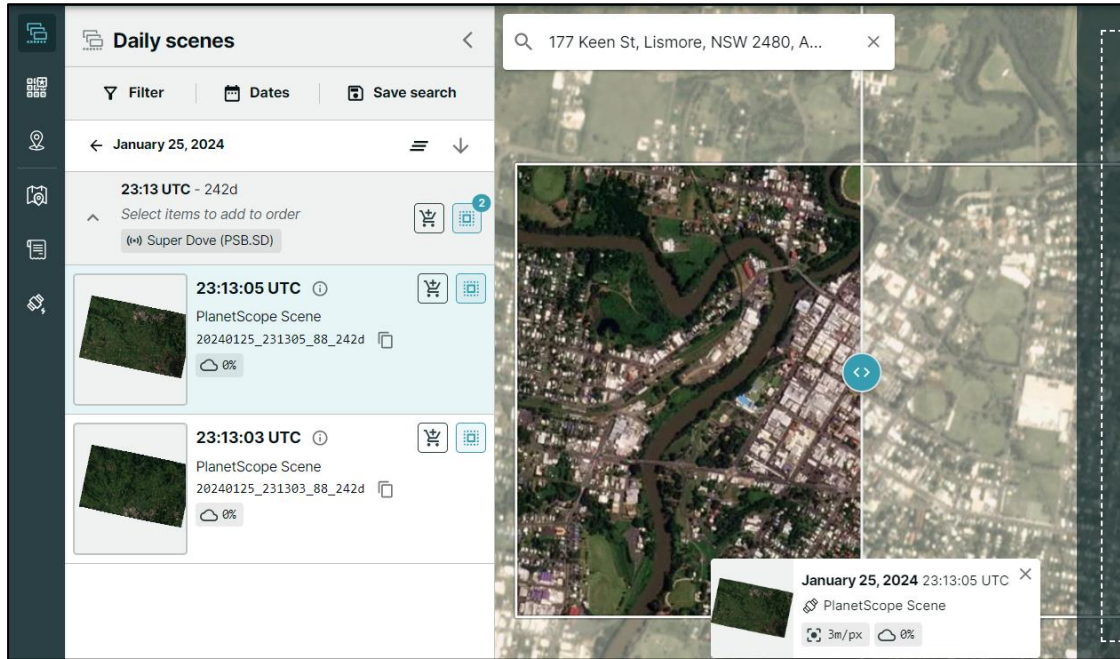 Daily scenes
177 Keen St, Lismore, NSW 2480, A...
Filter
Dates
Save search
January 25, 2024
23:13 UTC - 242d
2
Select items to add to order
Super Dove (PSB.SD)
23:13:05 UTC
PlanetScope Scene
20240125_231305_88_242d
0%
23:13:03 UTC
PlanetScope Scene
20240125_231303_88_242d
0%
January 25, 2024 23:13:05 UTC
PlanetScope Scene
3m/px 0%